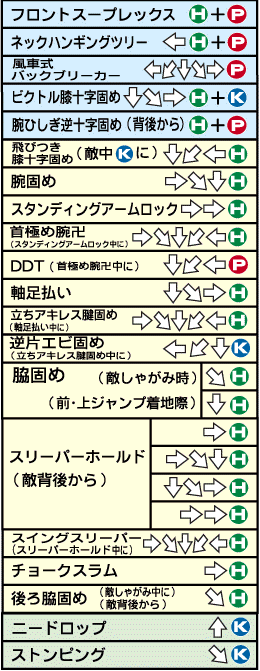 フロントスープレックス H+P
ネックハンギングツリー ⇦H+P
風車式
バックブレーカー ⇦⬃⇩⬂⇨P
ビクトル膝十字固め ⇩⬂⇨H+K
腕ひしぎ逆十字固め(背後から) H+P
飛びつき
膝十字固め(敵中Kに) ⇩⬃⇦H
腕固め ⇨⬂⇩H
スタンディングアームロック ⇨⇨H
首極め腕卍
(スタンディングアームロック中に) ⇨⬂⇩⬃⇦H
DDT(首極め腕卍中に) ⇩⬃⇦P
軸足払い ⇩⬂⇨H
立ちアキレス腱固め
(軸足払い中に) ⇨⬂⇩⬃⇦H
逆片エビ固め
(立ちアキレス腱固め中に) ⇦⬃⇩K
脇固め (敵しゃがみ時) ⬂H
(前・上ジャンプ着地際) ⇩H
スリーパーホールド
(敵背後から)
⇨H
⇨⬂⇩H
⇩⬂⇨H
⇨⇨H
スイングスリーパー
(スリーパーホールド中に) ⇨⬂⇩⬃⇦H
チョークスラム ⇨H
後ろ脇固め (敵しゃがみ中に)
(敵背後から) ⬂H
ニードロップ ⇧K
ストンピング ⬂K